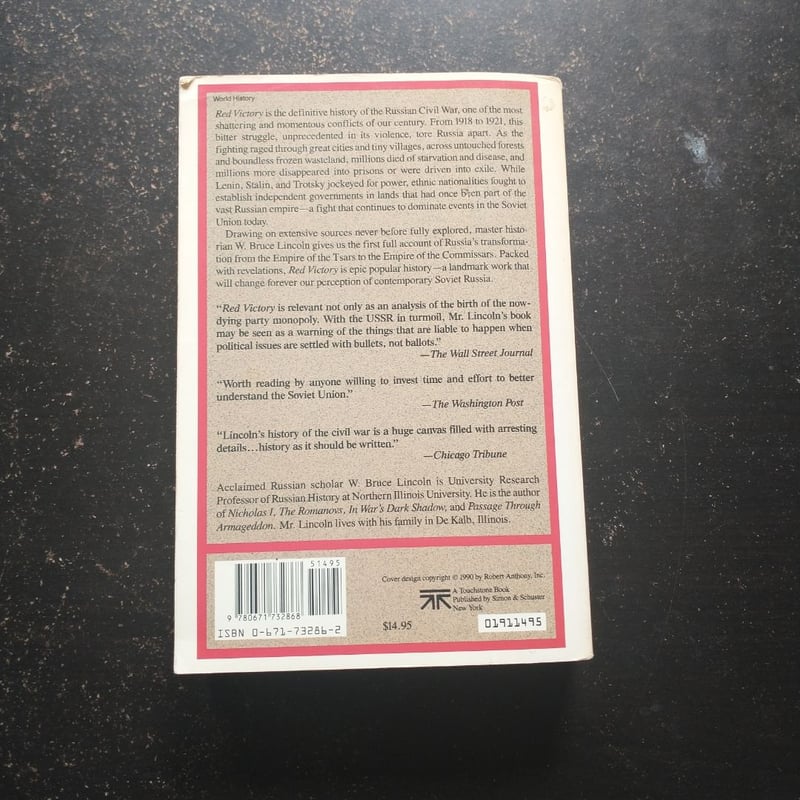 World History
Red Victory is the definitive history of the Russian Civil War, one of the most
shattering and momentous conflicts of our century. From 1918 to 1921, this
bitter struggle, unprecedented in its violence, tore Russia apart. As the
fighting raged through great cities and tiny villages, across untouched forests
and boundless frozen wasteland, millions died of starvation and disease, and
millions more disappeared into prisons or were driven into exile. While
Lenin, Stalin, and Trotsky jockeyed for power, ethnic nationalities fought to
establish independent governments in lands that had once been part of the
vast Russian empire—a fight that continues to dominate events in the Soviet
Union today.
Drawing on extensive sources never before fully explored, master histo-
rian W. Bruce Lincoln gives us the first full account of Russia's transforma-
tion from the Empire of the Tsars to the Empire of the Commissars. Packed
with revelations, Red Victory is epic popular history—a landmark work that
will change forever our perception of contemporary Soviet Russia.
"Red Victory is relevant not only as an analysis of the birth of the now-
dying party monopoly. With the USSR in turmoil, Mr. Lincoln's book
may be seen as a warning of the things that are liable to happen when
political issues are settled with bullets, not ballots."
—The Wall Street Journal
"Worth reading by anyone willing to invest time and effort to better
understand the Soviet Union."
—The Washington Post
"Lincoln's history of the civil war is a huge canvas filled with arresting
details...history as it should be written."
—Chicago Tribune
Acclaimed Russian scholar W. Bruce Lincoln is University Research
Professor of Russian History at Northern Illinois University. He is the author
of Nicholas I, The Romanovs, In War's Dark Shadow, and Passage Through
Armageddon. Mr. Lincoln lives with his family in De Kalb, Illinois.
51495
9 780671 732868
ISBN 0-671-73286-2
Cover design copyright © 1990 by Robert Anthony, Inc.
A Touchstone Book
Published by Simon & Schuster
New York
$14.95
01911495